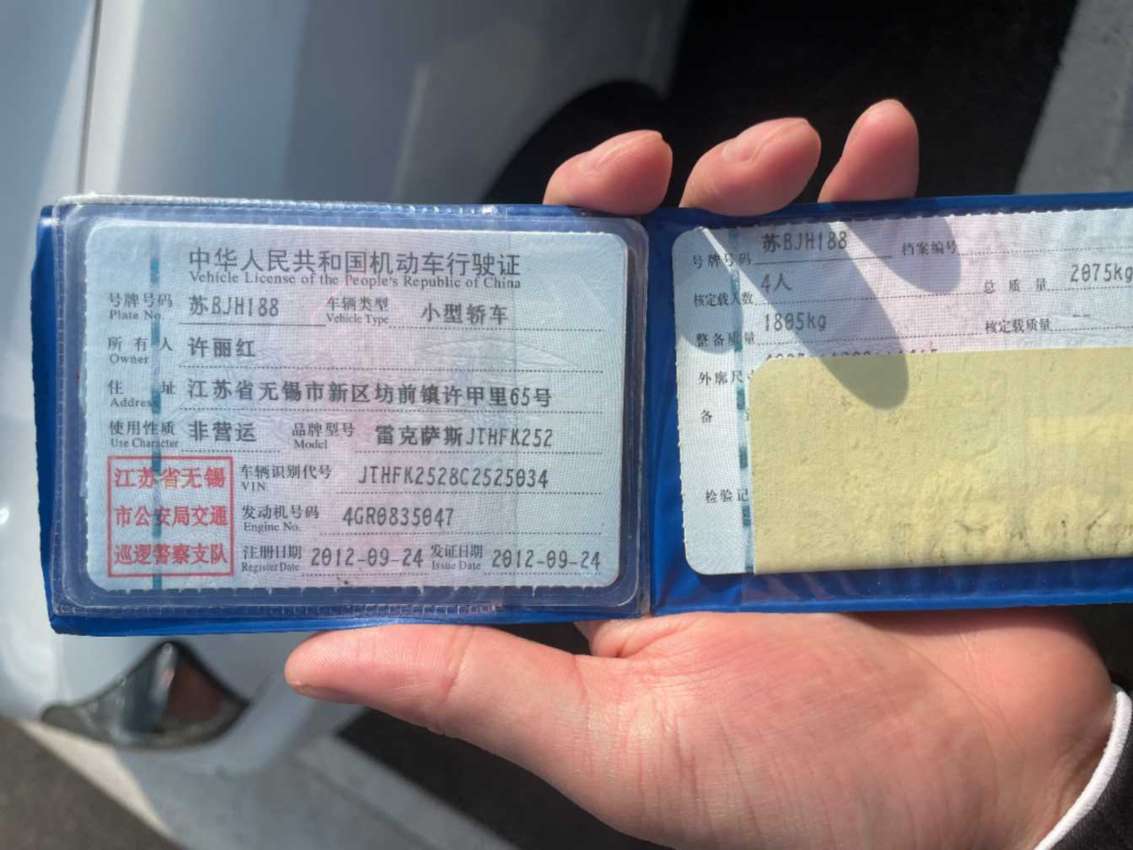 中华人民共和国机动车行驶证
Vehicle License of the People's Republic of China
号牌号码 苏BJH188 车辆类型 小型轿车
Plate No. Vehicle Type
所有人 许丽红
Owner
住址 江苏省无锡市新区坊前镇许甲里65号
Address
使用性质 非营运 品牌型号 雷克萨斯JTHFK252
Use Character Model
江苏省无锡
市公安局交通
巡逻警察支队
车辆识别代号 JTHFK2528C2525034
VIN
发动机号码 4GR0835047
Engine No.
注册日期 2012-09-24 发证日期 2012-09-24
Register Date Issue Date
号牌号码 苏BJH188 档案编号
核定载人数 4人 总质量 2075kg
整备质量 1805kg 核定载质量 --
外廓尺
备
检验记